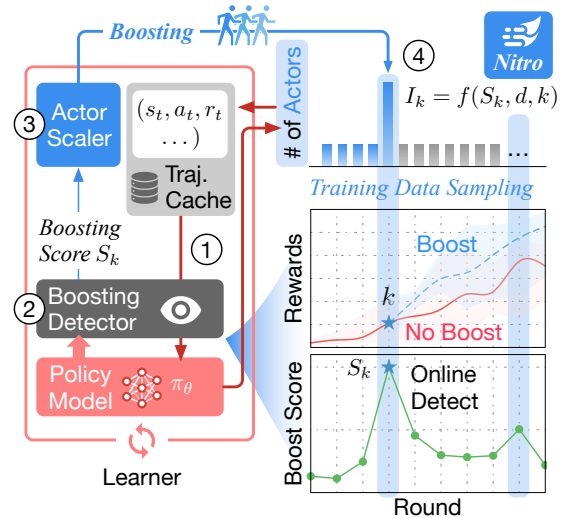 Boosting
4
Nitro
3
Actor
Scaler
(s_t, a_t, r_t
...)
Traj.
Cache
# of Actors
I_k = f(S_k, d, k)
...
Training Data Sampling
Boosting
Score S_k
1
2
Boosting
Detector
Policy
Model
π_θ
Learner
Rewards
Boost
k
No Boost
Boost Score
S_k
Online
Detect
Round